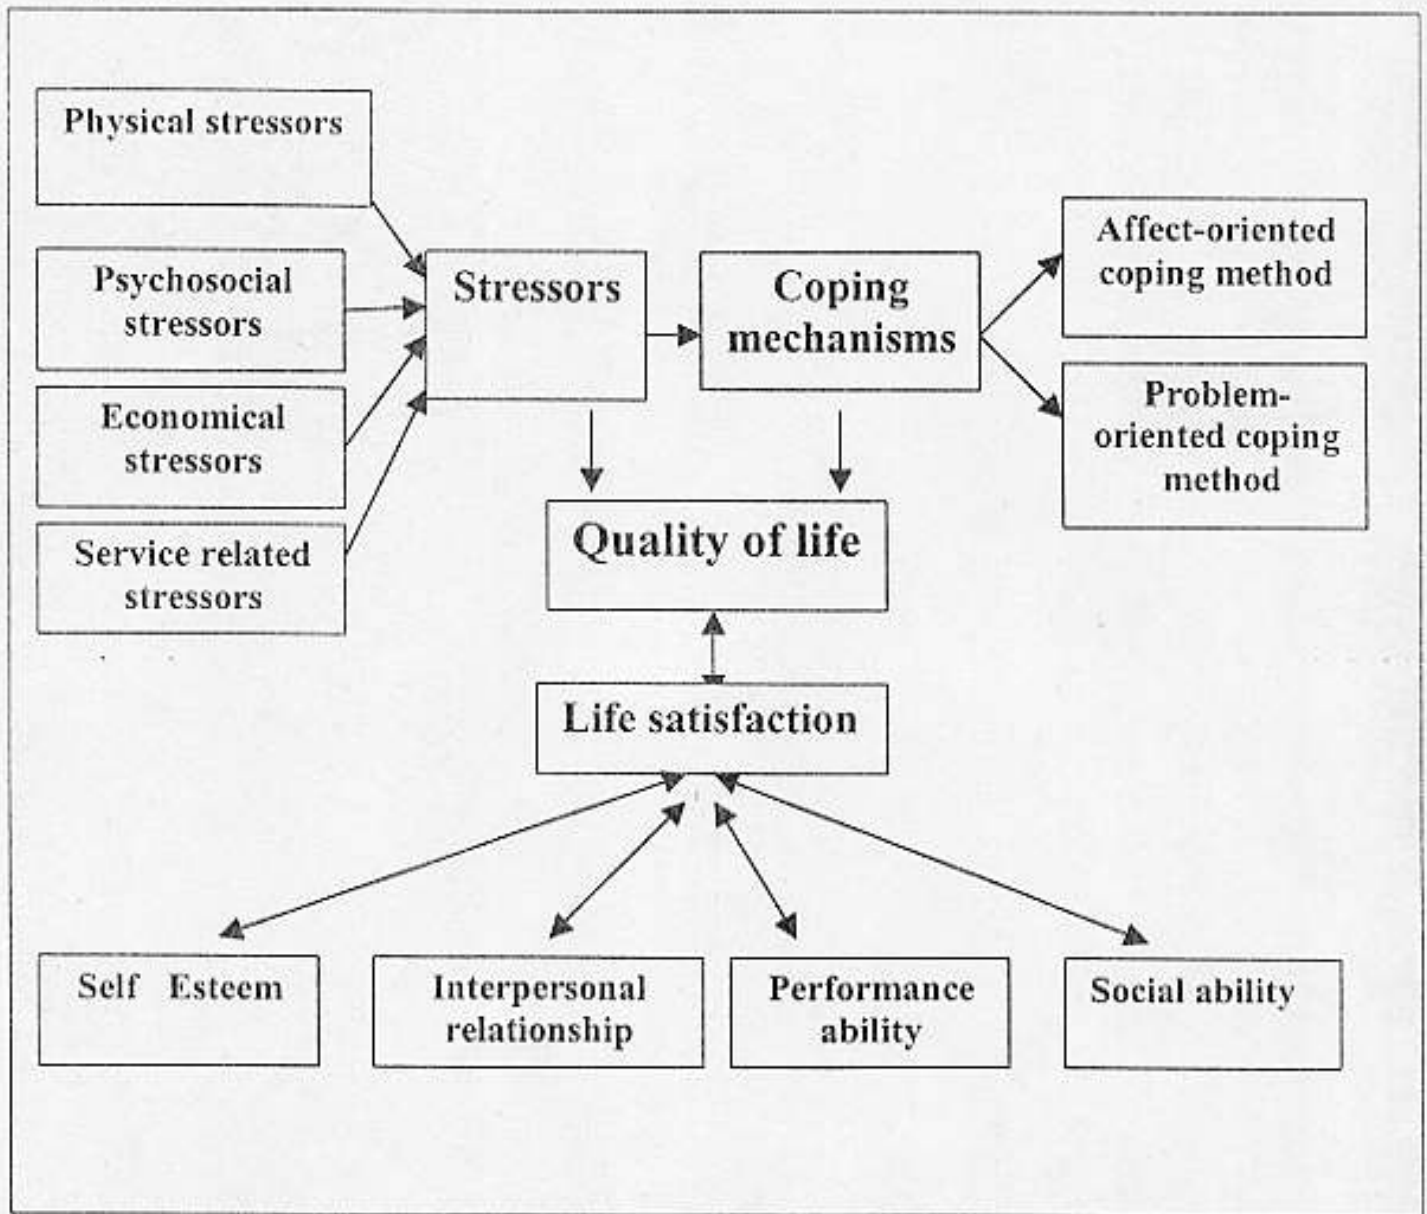 Physical stressors
Psychosocial
stressors
Economical
stressors
Service related
stressors
Stressors
Coping
mechanisms
Affect-oriented
coping method
Problem-
oriented coping
method
Quality of life
Life satisfaction
Self Esteem
Interpersonal
relationship
Performance
ability
Social ability